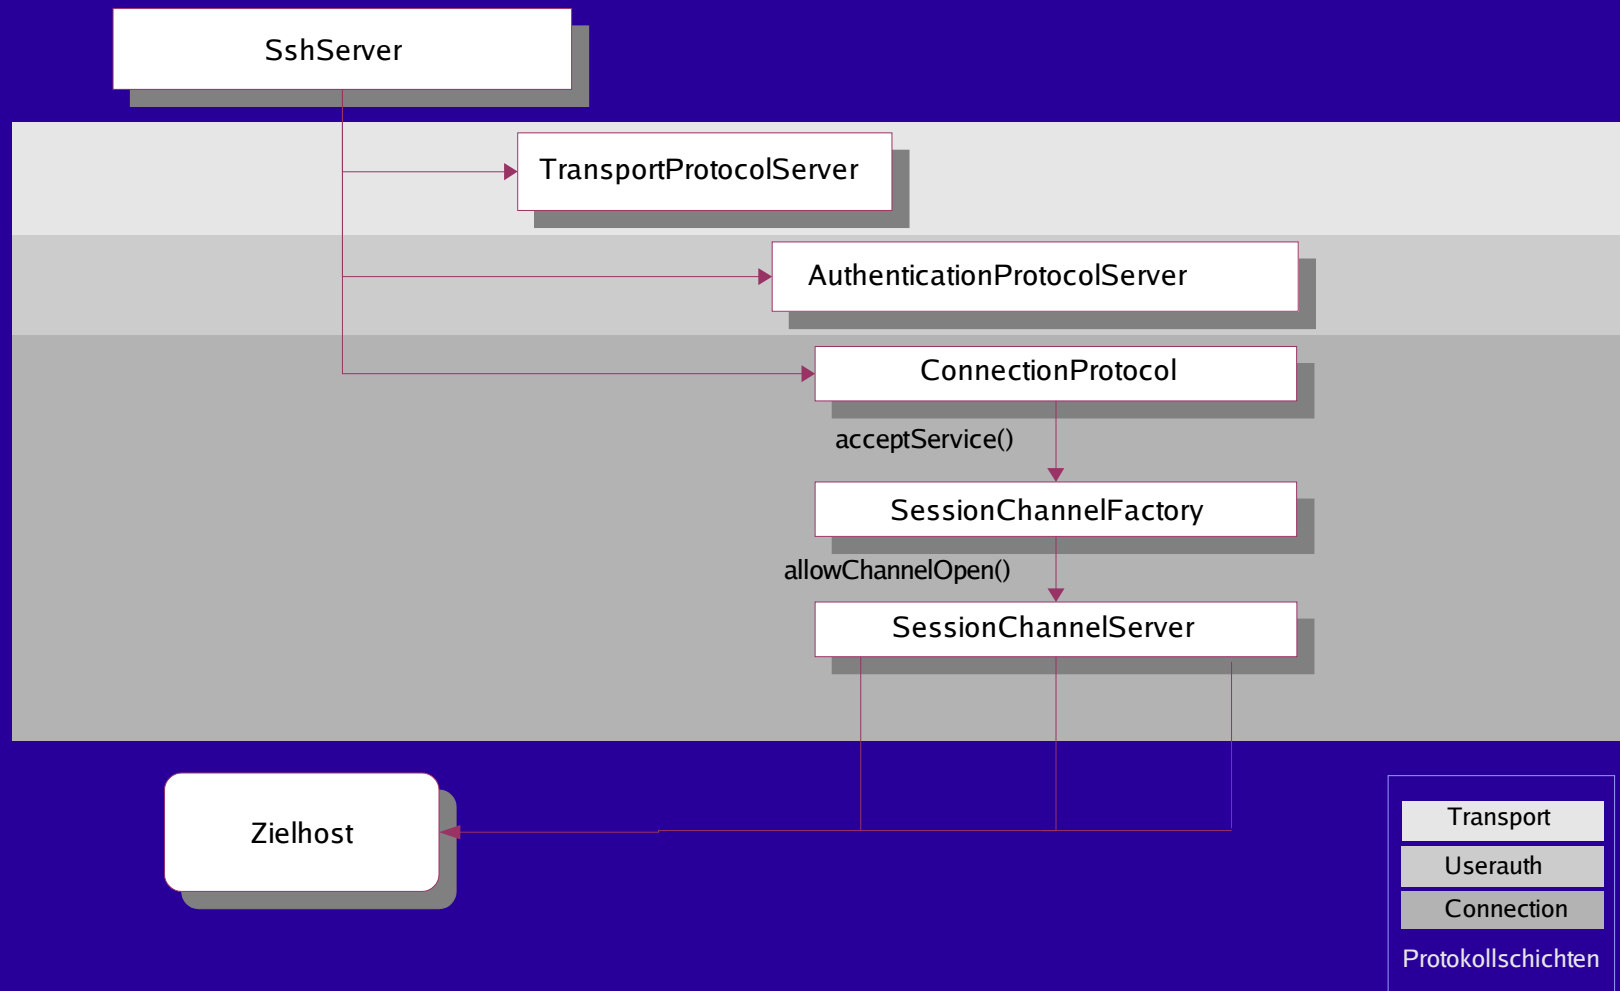 SshServer
TransportProtocolServer
AuthenticationProtocolServer
ConnectionProtocol
acceptService()
SessionChannelFactory
allowChannelOpen()
SessionChannelServer
Zielhost
Transport
Userauth
Connection
Protokollschichten